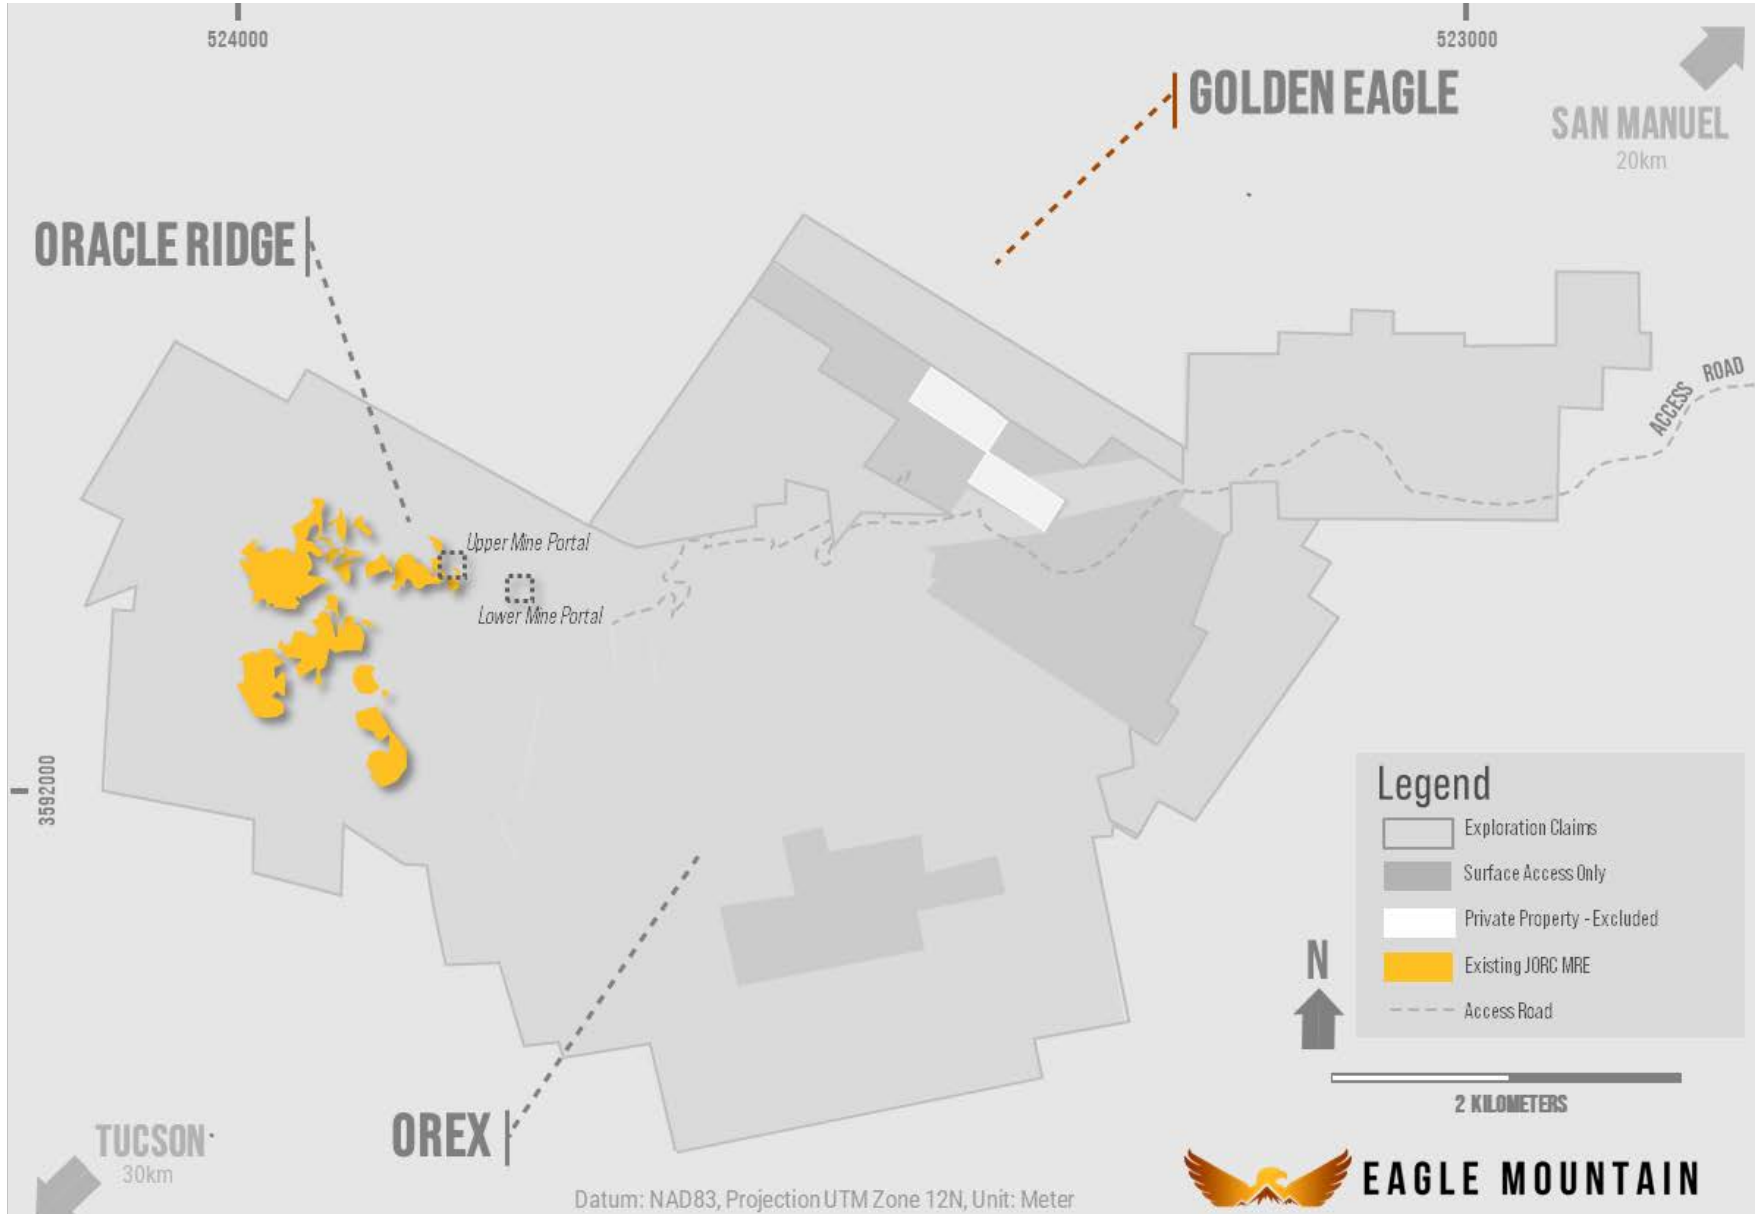 524000
523000
GOLDEN EAGLE
SAN MANUEL
20km
ORACLE RIDGE
ACCESS ROAD
Upper Mine Portal
Lower Mine Portal
3592000
Legend
Exploration Claims
Surface Access Only
Private Property - Excluded
Existing JORC MRE
Access Road
N
2 KILOMETERS
OREX
TUCSON
30km
Datum: NAD83, Projection UTM Zone 12N, Unit: Meter
EAGLE MOUNTAIN